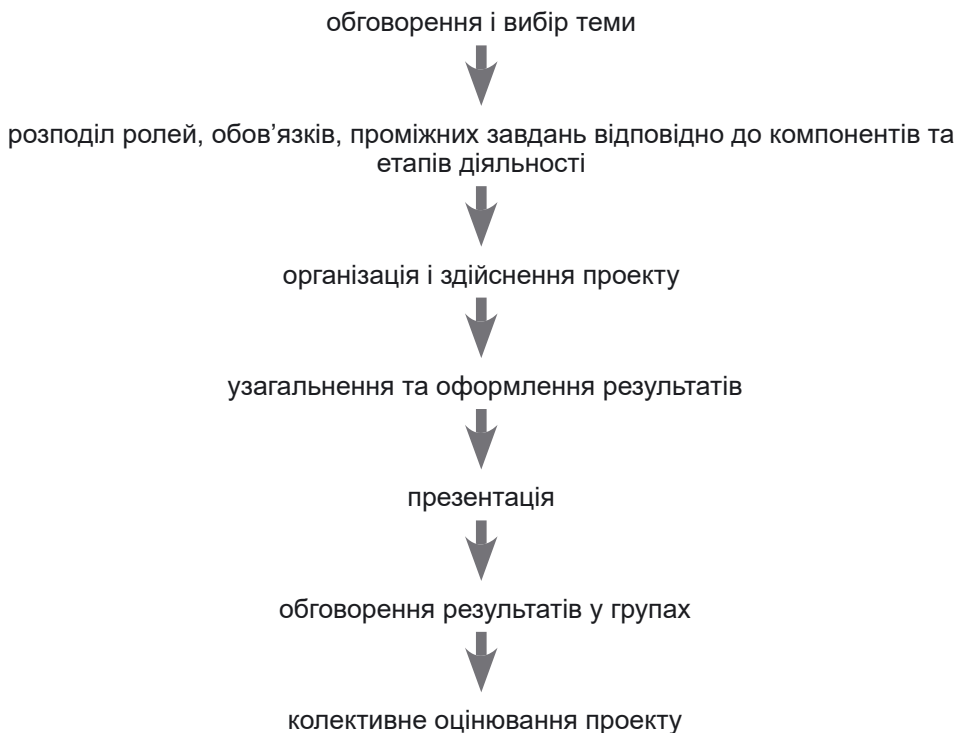 обговорення і вибір теми
розподіл ролей, обов’язків, проміжних завдань відповідно до компонентів та
етапів діяльності
організація і здійснення проекту
узагальнення та оформлення результатів
презентація
обговорення результатів у групах
колективне оцінювання проекту